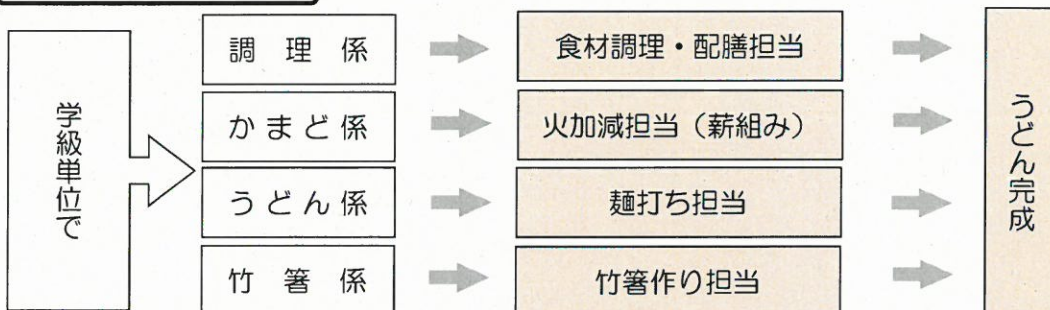 学級単位で
調理係
食材調理・配膳担当
かまど係
火加減担当（薪組み）
うどん係
麺打ち担当
竹箸係
竹箸作り担当
うどん完成